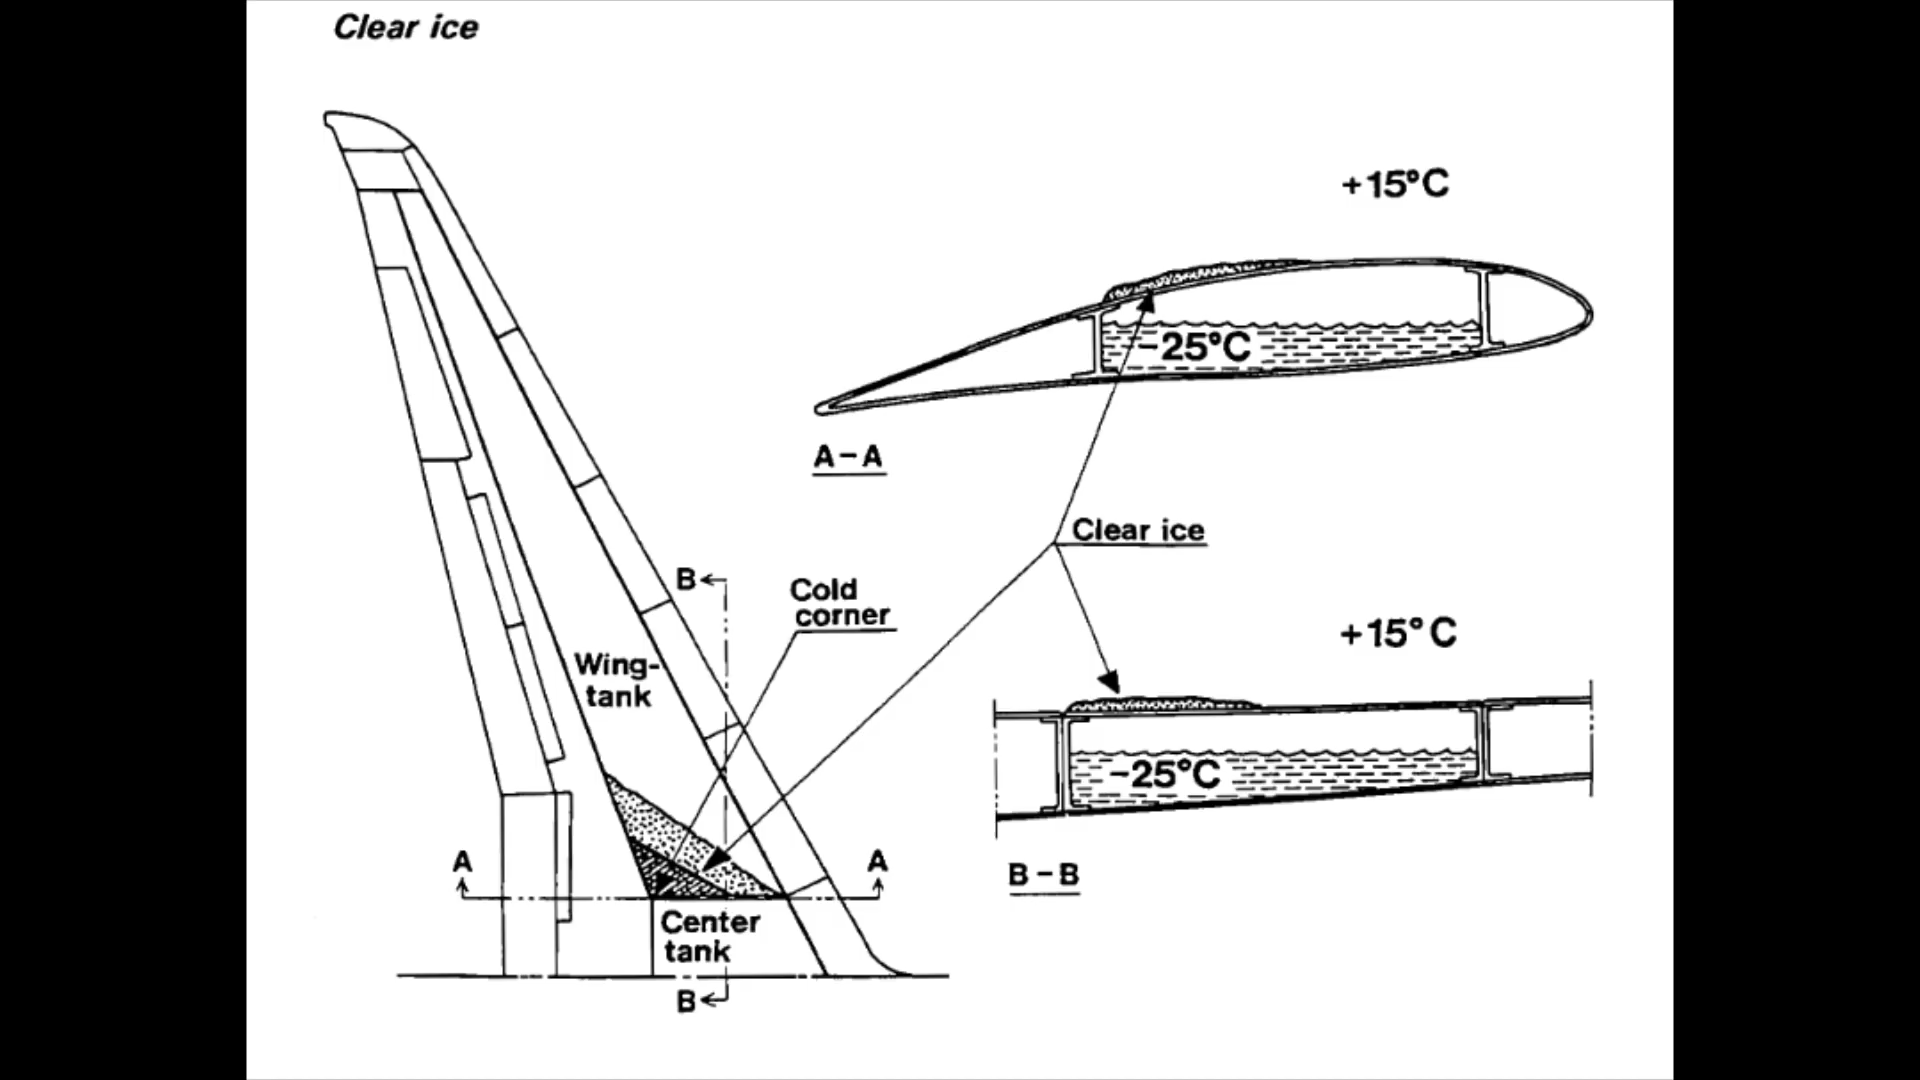 Clear ice
+15°C
-25°C
A-A
Clear ice
B
Cold
corner
+15°C
Wing-
tank
-25°C
A
A
B-B
Center
tank
B